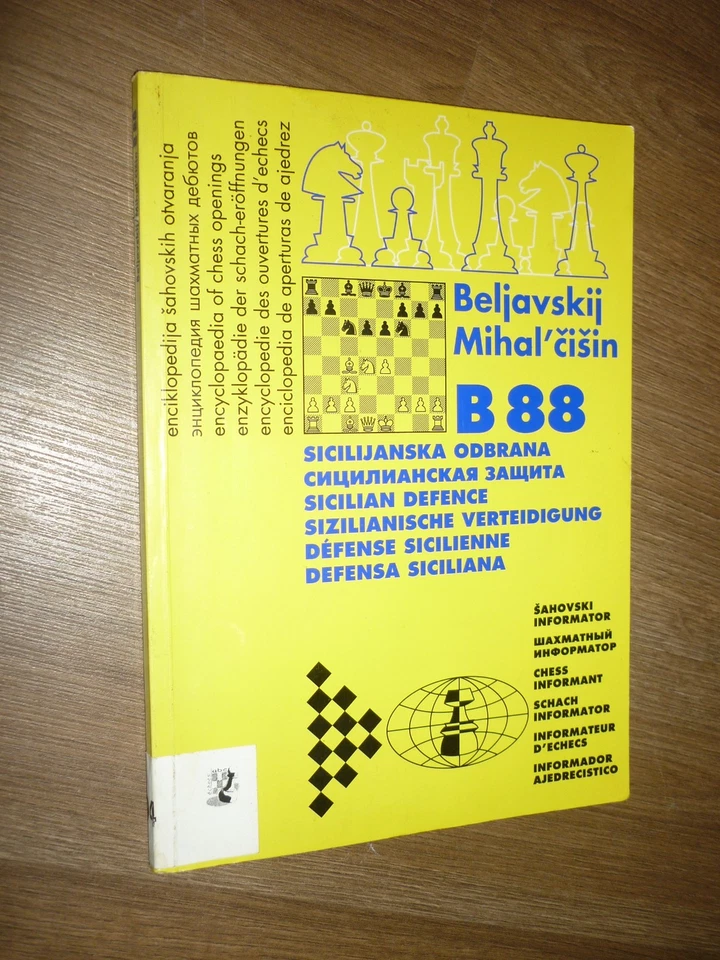 enciklopedija šahovskih otvaranja
энциклопедия шахматных дебютов
encyclopaedia of chess openings
enzyklopädie der schach-eröffnungen
encyclopedie des ouvertures d'echecs
enciclopedia de aperturas de ajedrez
Beljavskij
Mihal'čišin
B 88
SICILIJANSKA ODBRANA
СИЦИЛИАНСКАЯ ЗАЩИТА
SICILIAN DEFENCE
SIZILIANISCHE VERTEIDIGUNG
DÉFENSE SICILIENNE
DEFENSA SICILIANA
ŠAHOVSKI
INFORMATOR
ШАХМАТНЫЙ
ИНФОРМАТОР
CHESS
INFORMANT
SCHACH
INFORMATOR
INFORMATEUR
D'ECHECS
INFORMADOR
AJEDRECISTICO